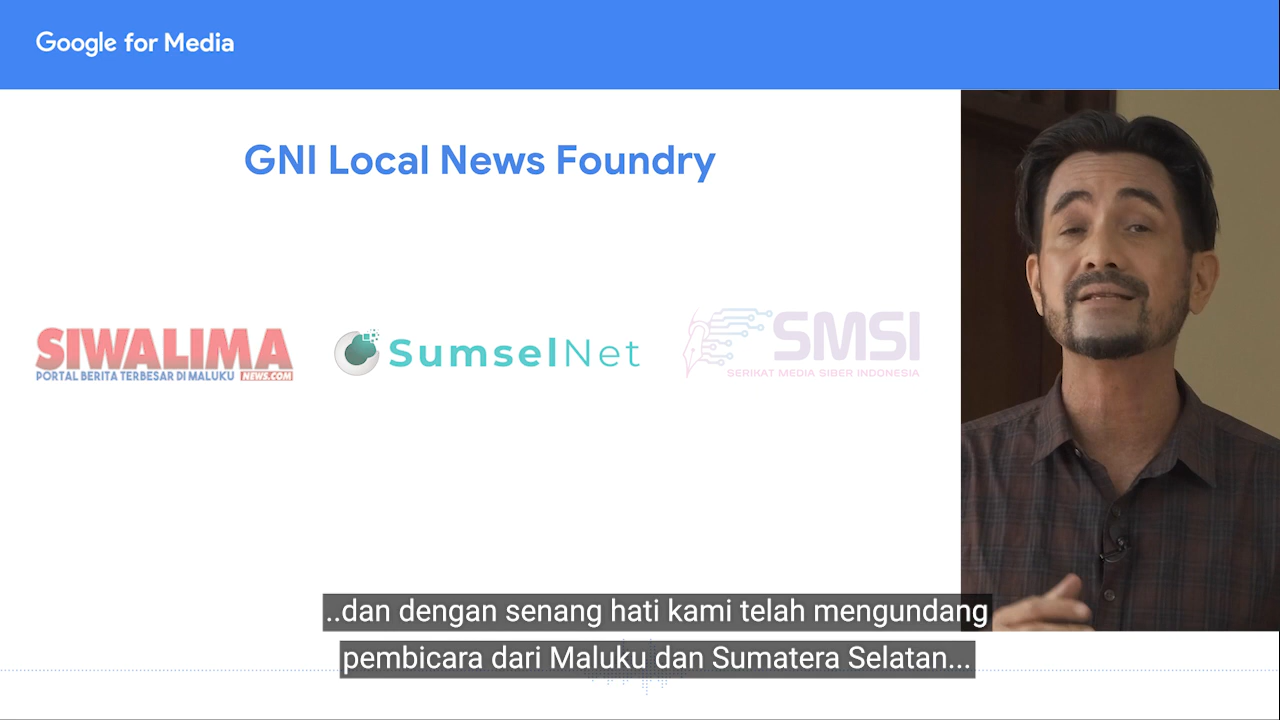 Google for Media
GNI Local News Foundry
SIWALIMA
PORTAL BERITA TERBESAR DI MALUKU NEWS.COM
SumselNet
SMSI
SERIKAT MEDIA SIBER INDONESIA
..dan dengan senang hati kami telah mengundang
pembicara dari Maluku dan Sumatera Selatan...